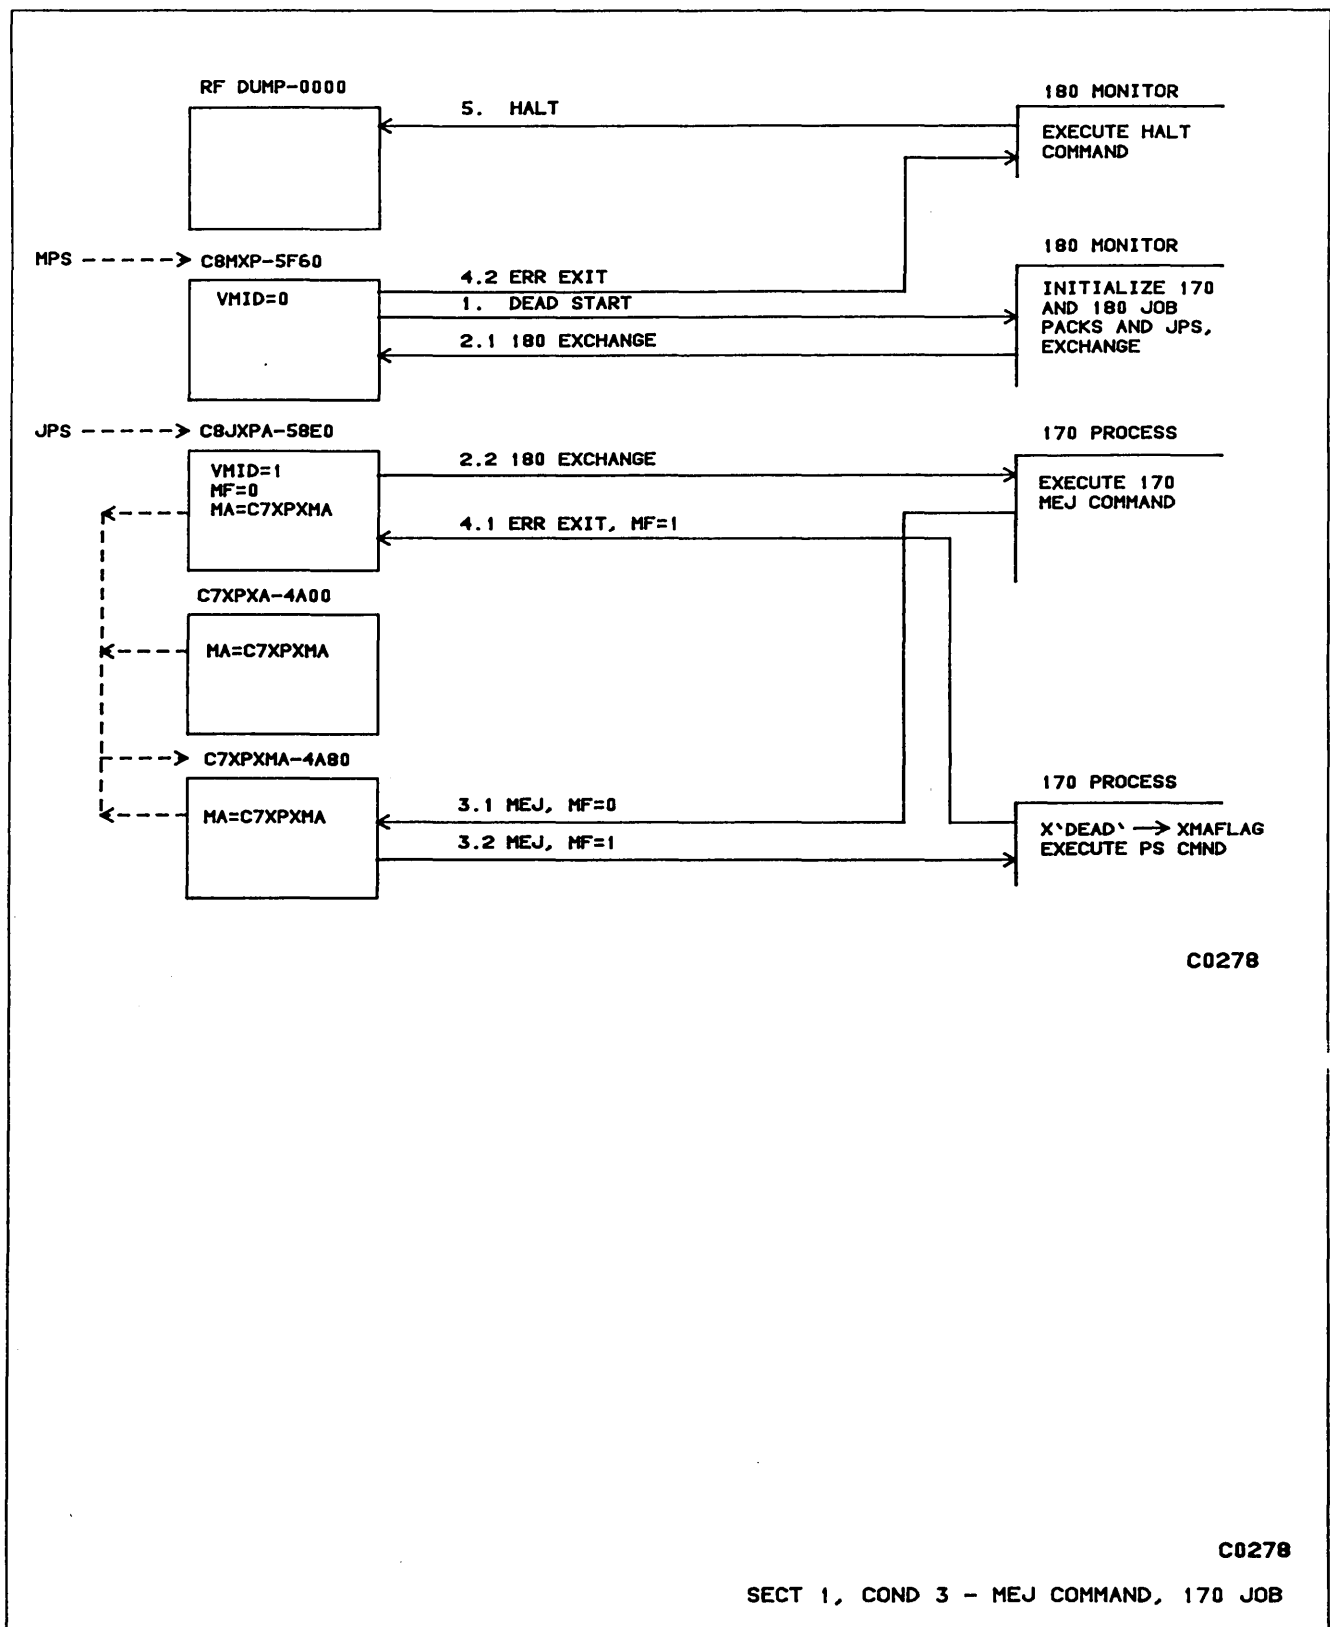 RF DUMP-0000
180 MONITOR
5. HALT
EXECUTE HALT
COMMAND
MPS
C8MXP-5F60
180 MONITOR
VMID=0
4.2 ERR EXIT
1. DEAD START
2.1 180 EXCHANGE
INITIALIZE 170
AND 180 JOB
PACKS AND JPS,
EXCHANGE
JPS
C8JXPA-58E0
170 PROCESS
VMID=1
MF=0
MA=C7XPXMA
2.2 180 EXCHANGE
4.1 ERR EXIT, MF=1
EXECUTE 170
MEJ COMMAND
C7XPXA-4A00
MA=C7XPXMA
C7XPXMA-4A80
170 PROCESS
MA=C7XPXMA
3.1 MEJ, MF=0
3.2 MEJ, MF=1
X`DEAD` → XMAFLAG
EXECUTE PS CMND
C0278
C0278
SECT 1, COND 3 - MEJ COMMAND, 170 JOB